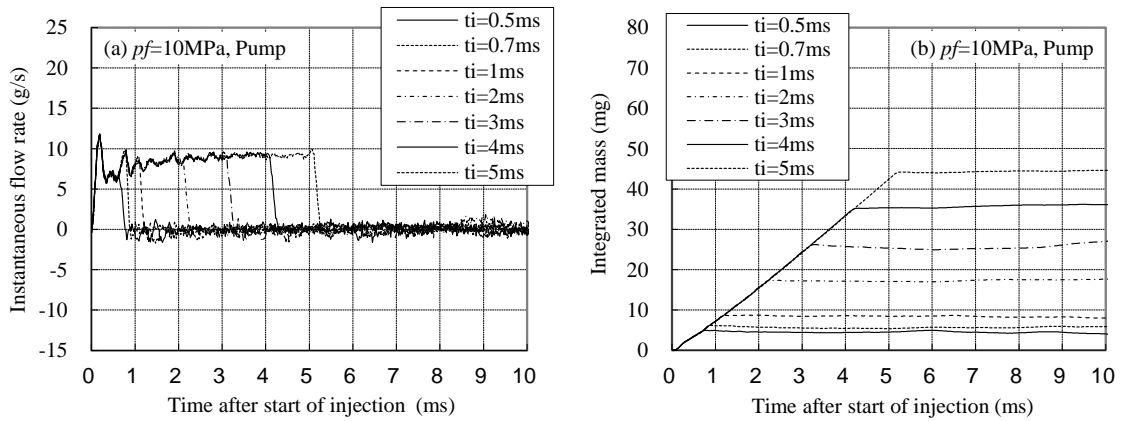 25
20
15
10
5
0
-5
-10
-15
Instantaneous flow rate (g/s)
(a) pf=10MPa, Pump
ti=0.5ms
ti=0.7ms
ti=1ms
ti=2ms
ti=3ms
ti=4ms
ti=5ms
0 1 2 3 4 5 6 7 8 9 10
Time after start of injection (ms)
80
70
60
50
40
30
20
10
0
Integrated mass (mg)
ti=0.5ms
ti=0.7ms
ti=1ms
ti=2ms
ti=3ms
ti=4ms
ti=5ms
(b) pf=10MPa, Pump
0 1 2 3 4 5 6 7 8 9 10
Time after start of injection (ms)